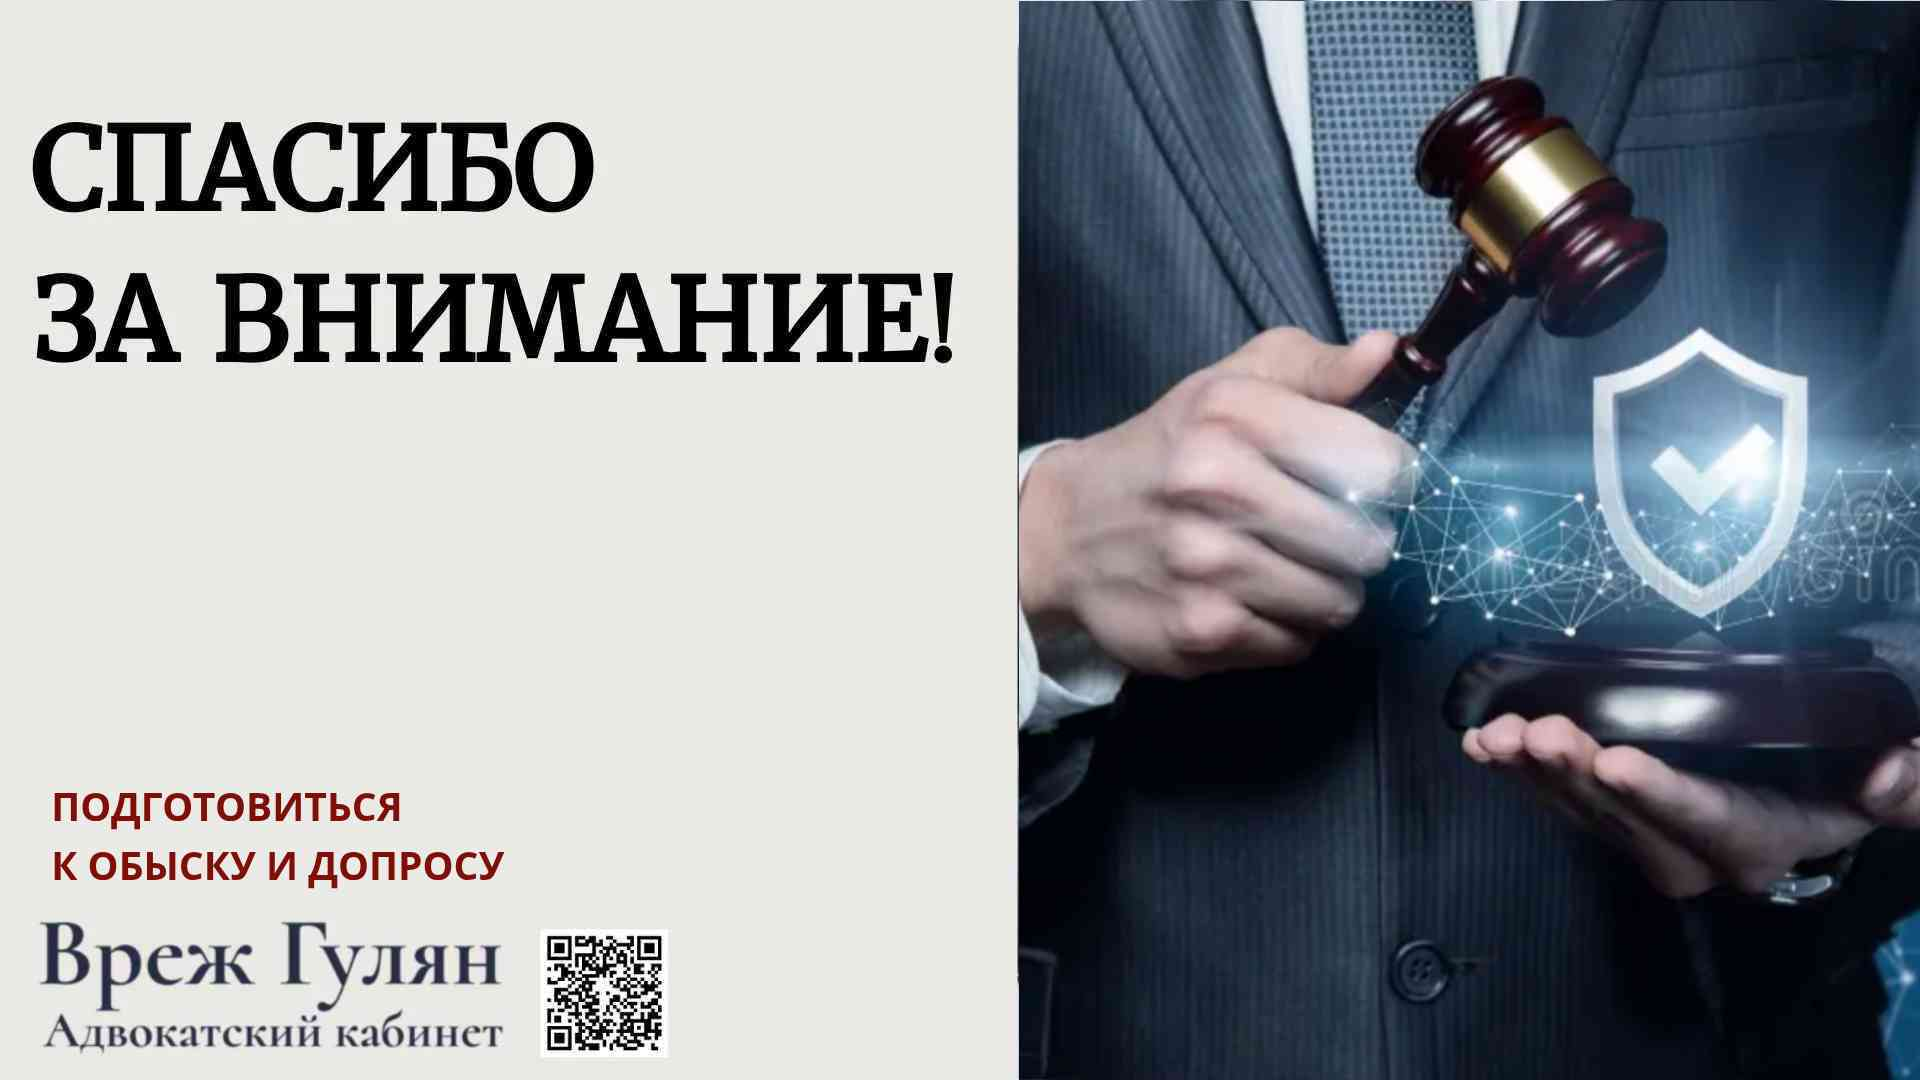 СПАСИБО
ЗА ВНИМАНИЕ!
ПОДГОТОВИТЬСЯ
К ОБЫСКУ И ДОПРОСУ
Вреж Гулян
Адвокатский кабинет